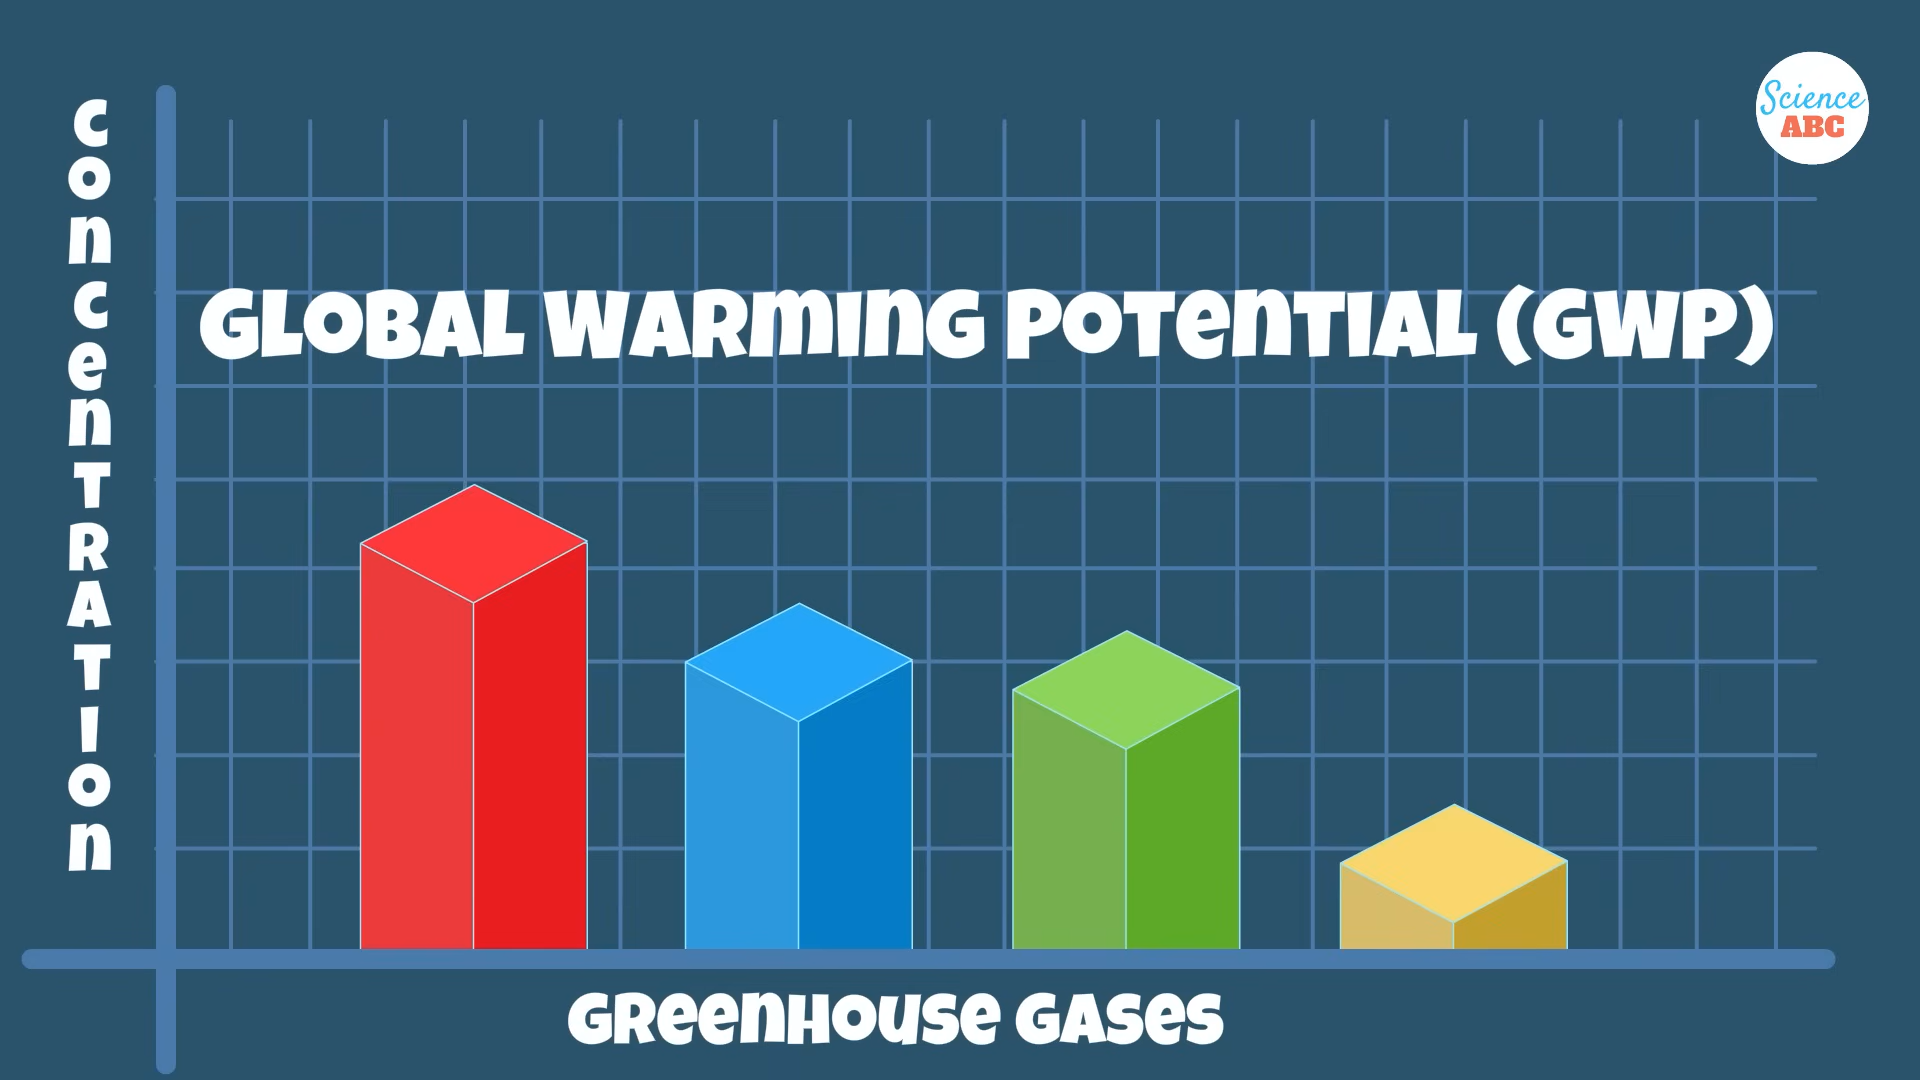 Concentration
Science
ABC
GLOBAL WARMING POTENTIAL (GWP)
GREENHOUSE GASES